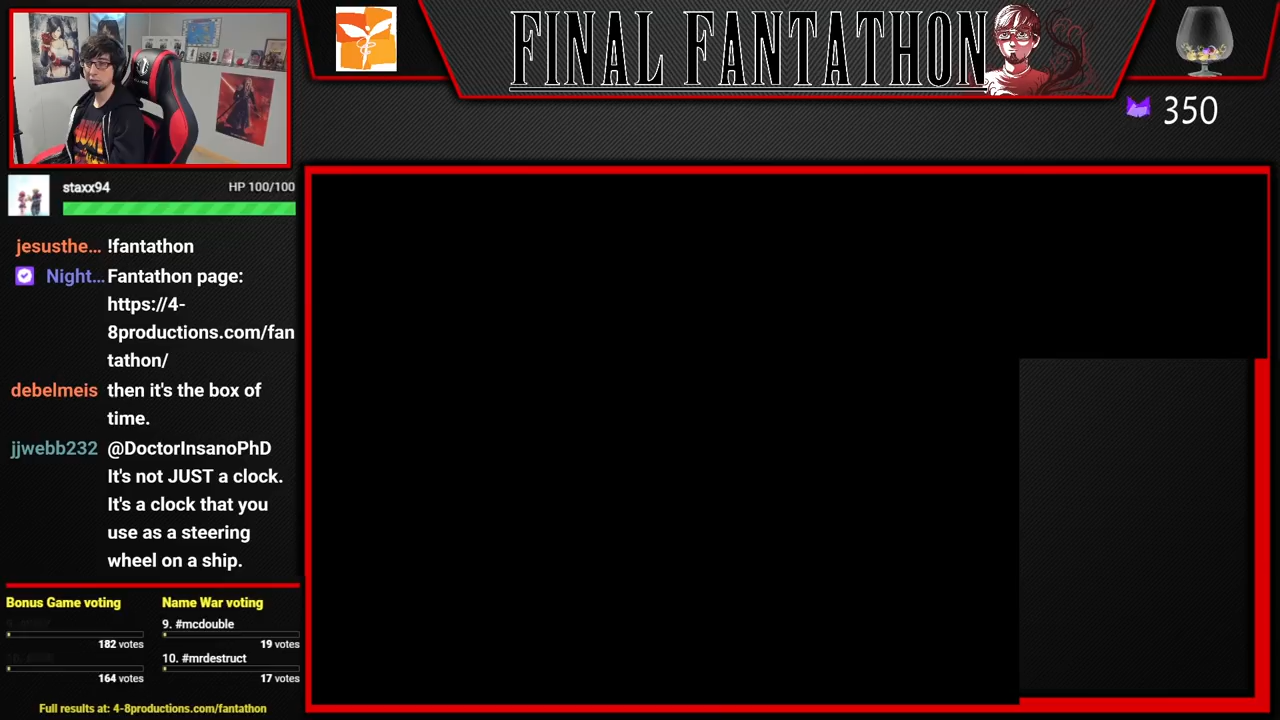 FINAL FANTATHON
350
staxx94 HP 100/100
jesusthe... !fantathon
Night... Fantathon page:
https://4-
8productions.com/fan
tathon/
debelmeis then it's the box of
time.
jjwebb232 @DoctorInsanoPhD
It's not JUST a clock.
It's a clock that you
use as a steering
wheel on a ship.
Bonus Game voting Name War voting
9. #mcdouble
182 votes 19 votes
10. #mrdestruct
164 votes 17 votes
Full results at: 4-8productions.com/fantathon